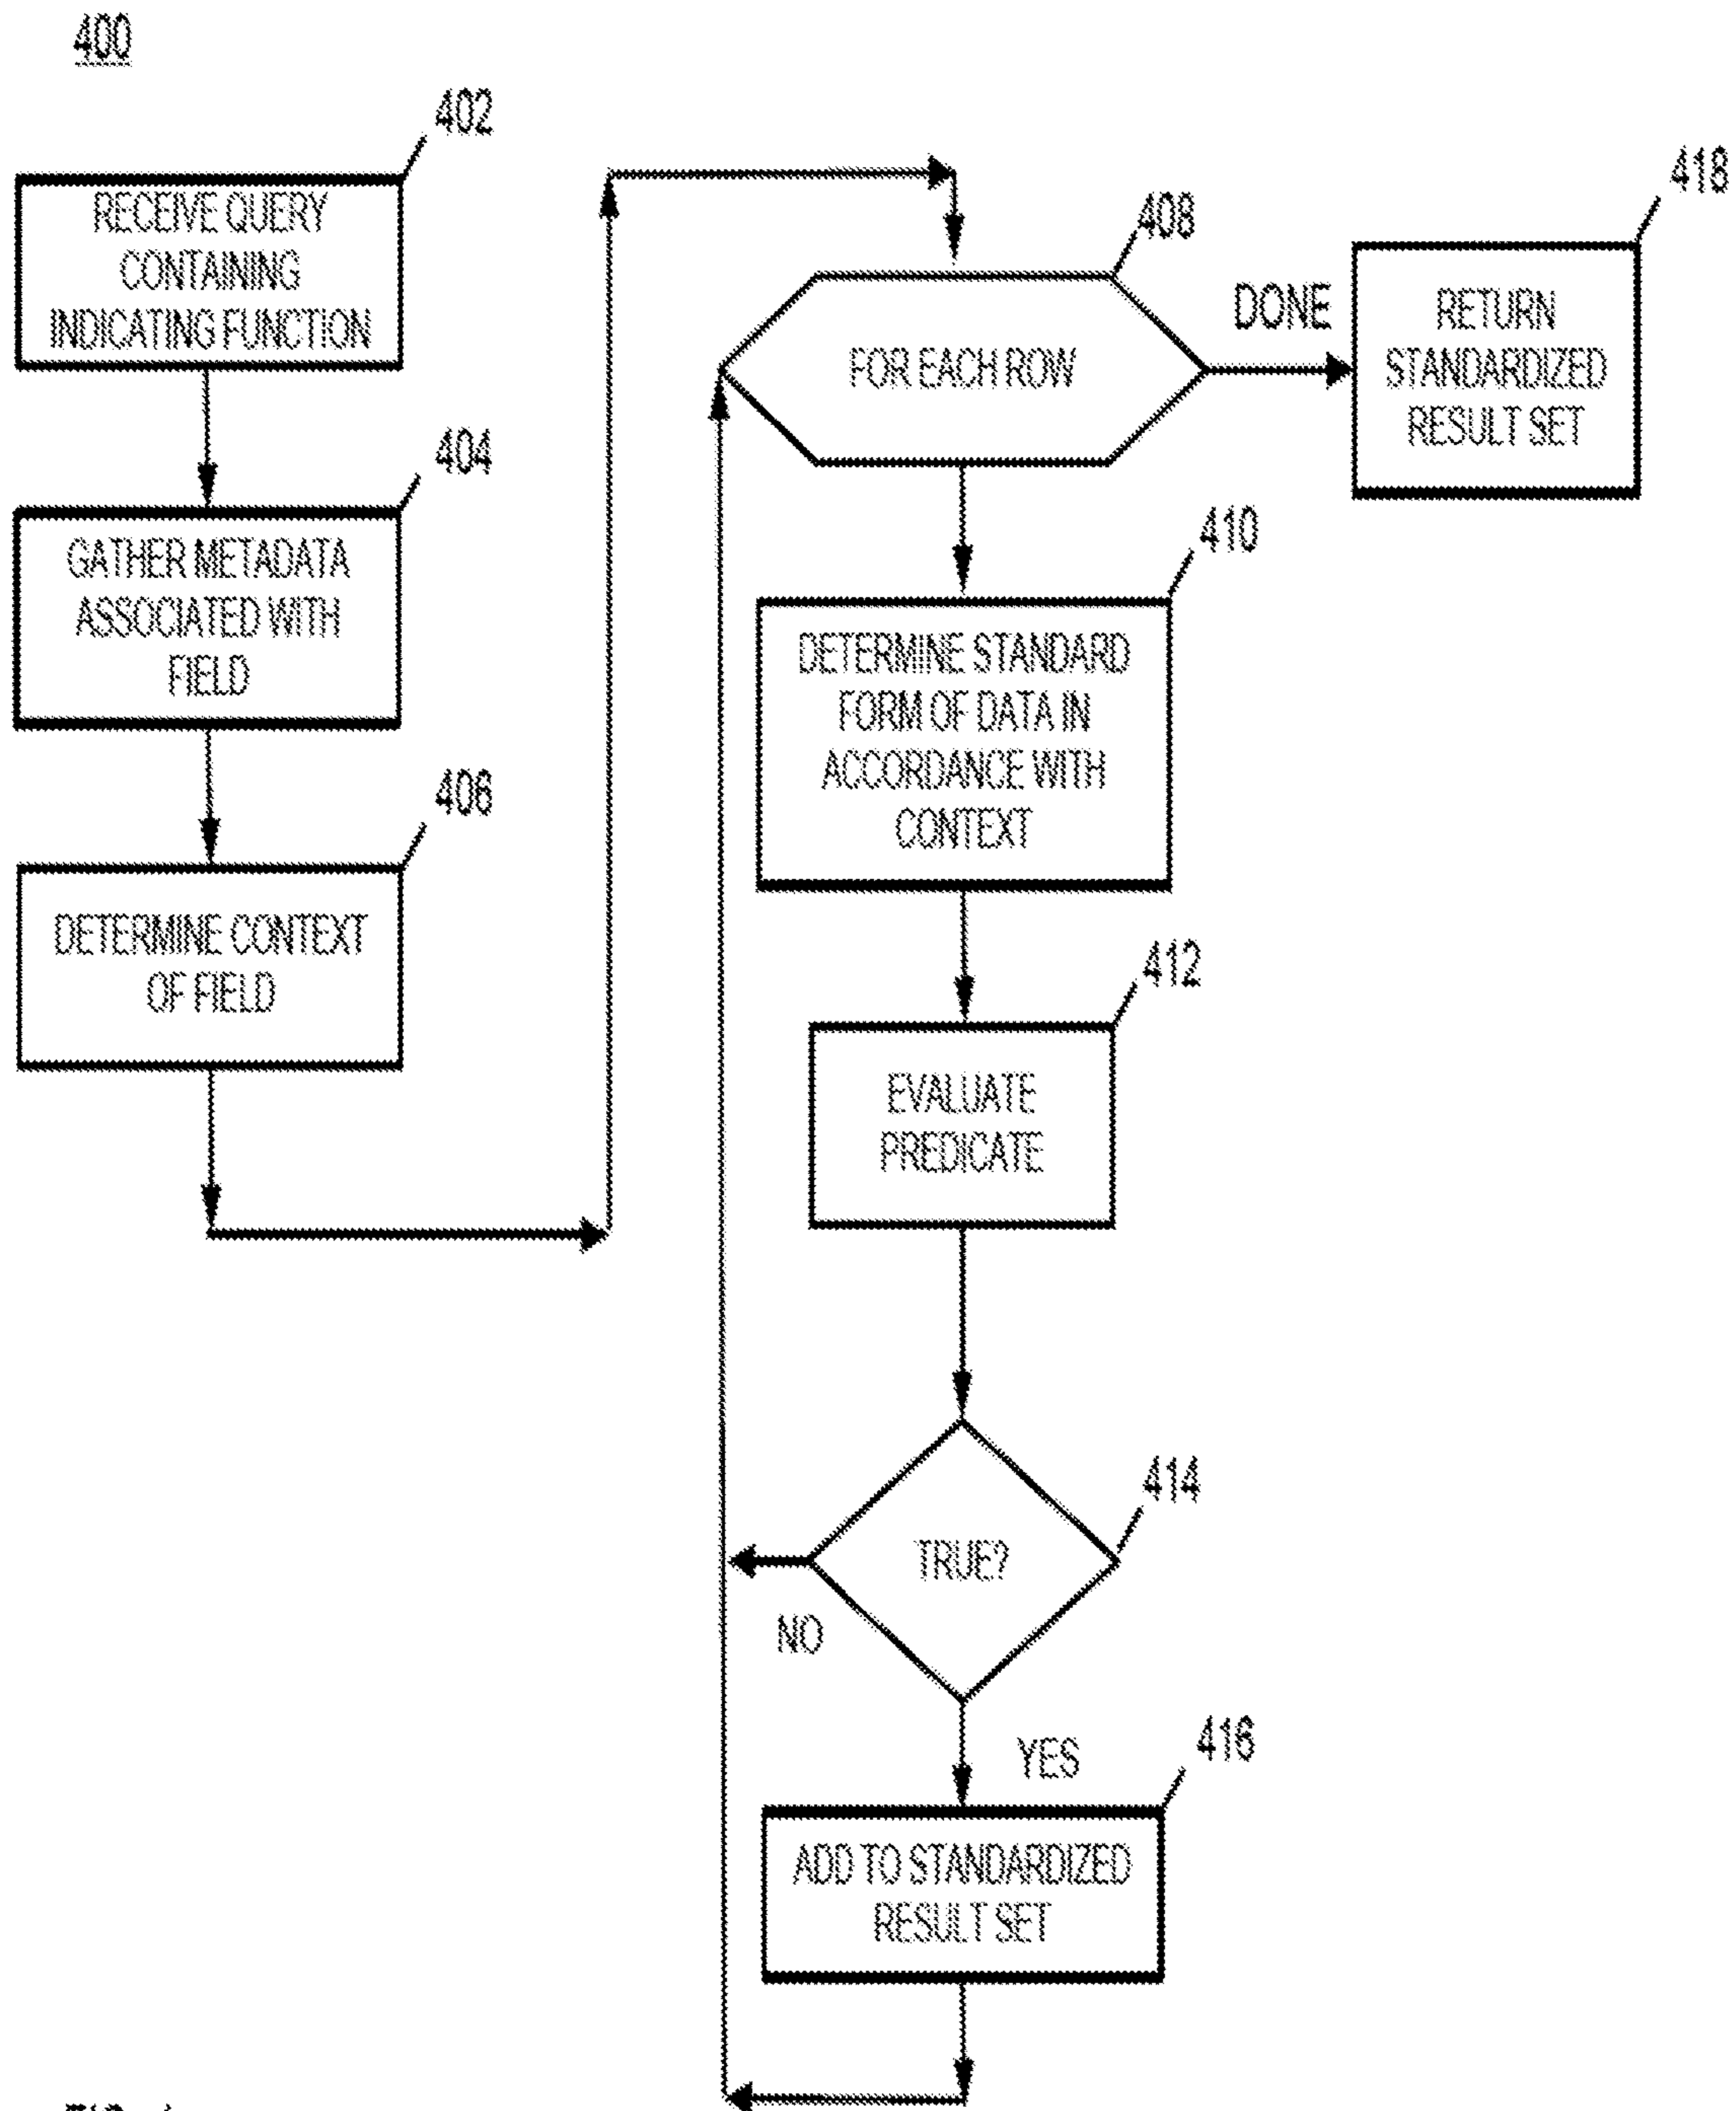 400
402
RECEIVE QUERY
CONTAINING
INDICATING FUNCTION
404
GATHER METADATA
ASSOCIATED WITH
FIELD
406
DETERMINE CONTEXT
OF FIELD
408
FOR EACH ROW
DONE
418
RETURN
STANDARDIZED
RESULT SET
410
DETERMINE STANDARD
FORM OF DATA IN
ACCORDANCE WITH
CONTEXT
412
EVALUATE
PREDICATE
414
TRUE?
NO
YES
416
ADD TO STANDARDIZED
RESULT SET